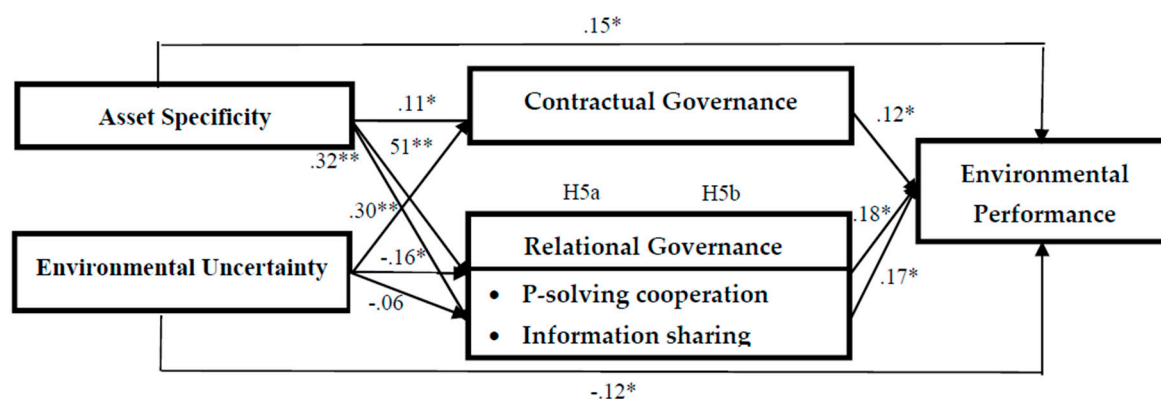 .15*
Asset Specificity
Contractual Governance
.11*
51**
.32**
.12*
Environmental
Performance
H5a H5b
.30**
.18*
Relational Governance
Environmental Uncertainty
-.16*
-.06
.17*
• P-solving cooperation
• Information sharing
-.12*